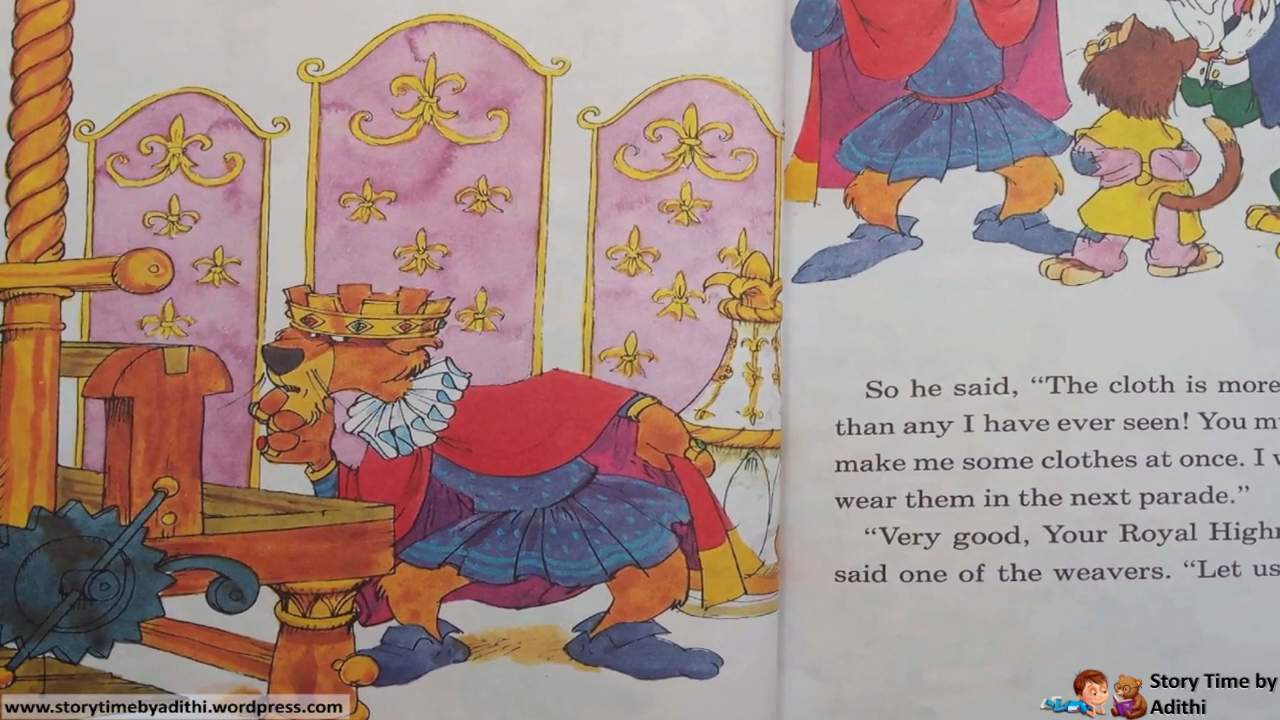 So he said, “The cloth is more
than any I have ever seen! You
make me some clothes at once. I
wear them in the next parade.”
“Very good, Your Royal
said one of the weavers. “Let us
www.storytimebyadithi.wordpress.com
Story Time by
Adithi